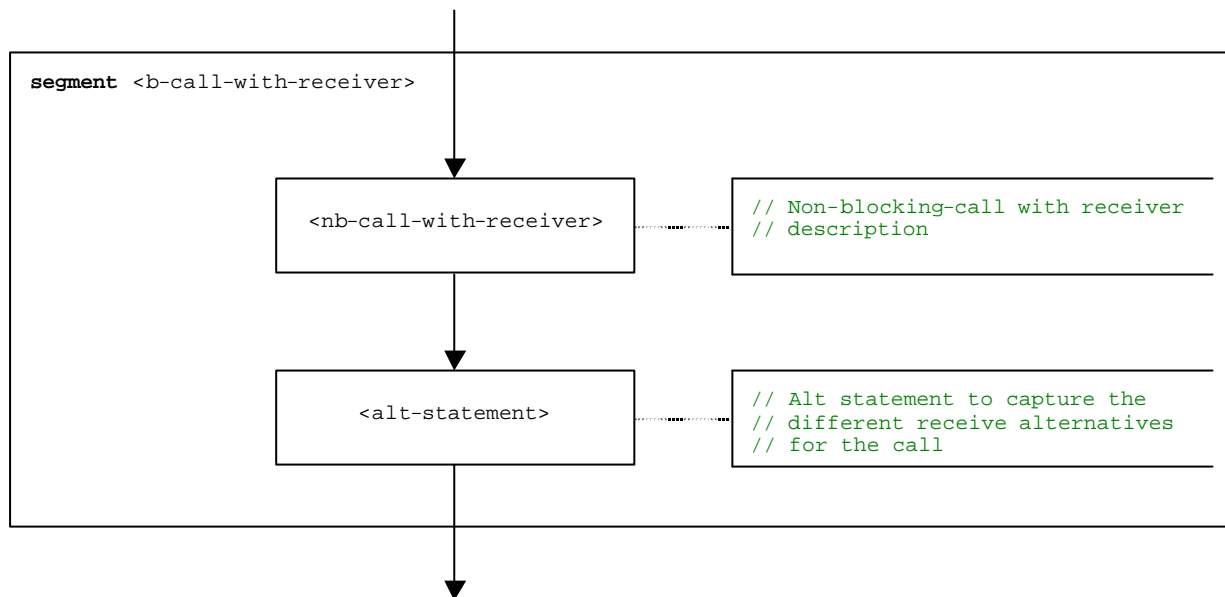 segment <b-call-with-receiver>
<nb-call-with-receiver>
// Non-blocking-call with receiver
// description
<alt-statement>
// Alt statement to capture the
// different receive alternatives
// for the call